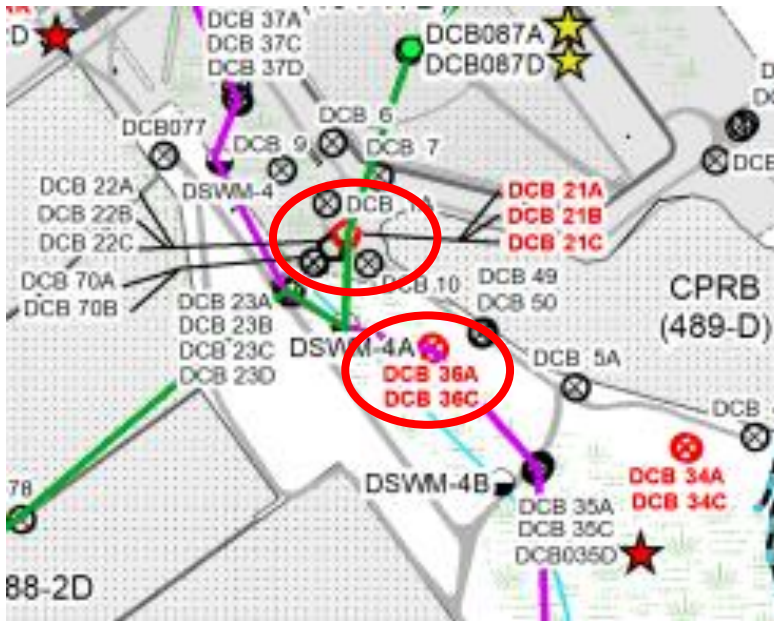 DCB 37A
DCB 37C
DCB 37D
DCB087A
DCB087D
DCB077
DCB 6
DCB 9
DCB 7
DSWM-4
DCB 22A
DCB 22B
DCB 22C
DCB 21A
DCB 21B
DCB 21C
DCB 70A
DCB 70B
DCB 10
DCB 49
DCB 50
CPRB
(489-D)
DCB 23A
DCB 23B
DCB 23C
DCB 23D
DSWM-4A
DCB 36A
DCB 36C
DCB 5A
DCB
DSWM-4B
DCB 34A
DCB 34C
DCB 35A
DCB 35C
DCB035D
78
88-2D